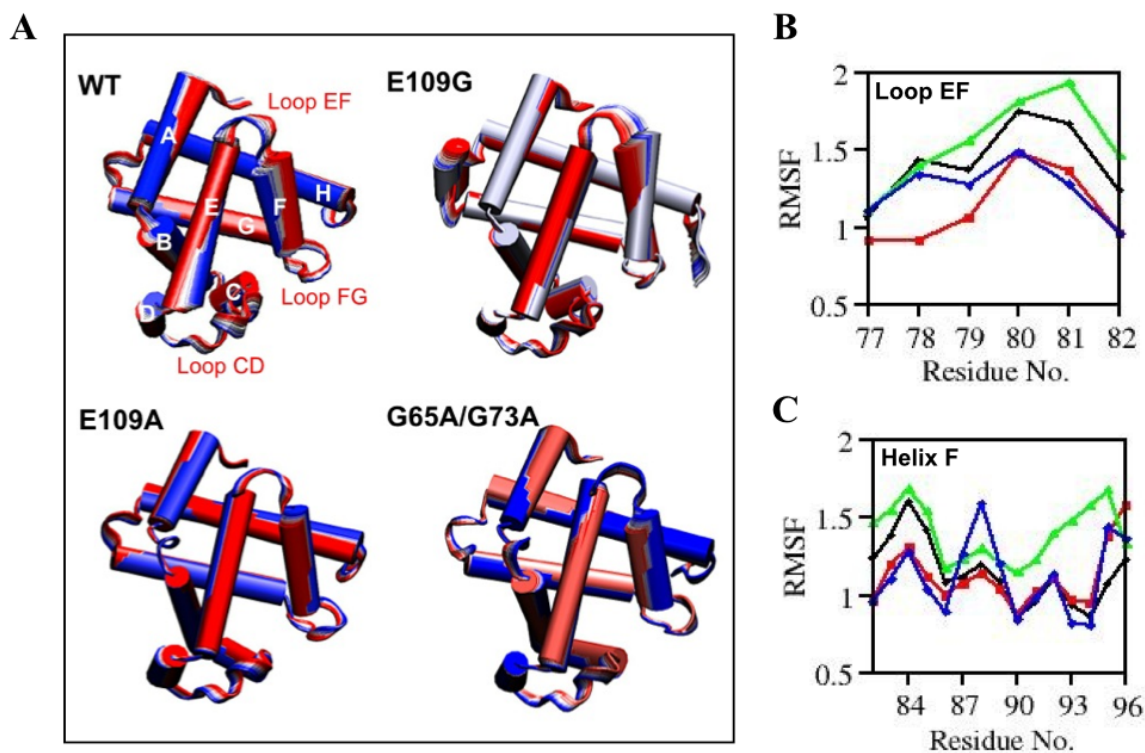 A
WT
Loop EF
A
H
E
F
G
B
Loop FG
C
D
Loop CD
E109G
E109A
G65A/G73A
B
Loop EF
RMSF
2
1.5
1
0.5
77 78 79 80 81 82
Residue No.
C
Helix F
RMSF
2
1.5
1
0.5
84 87 90 93 96
Residue No.